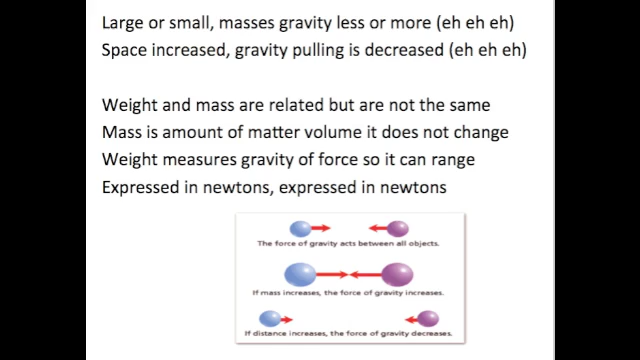 Large or small, masses gravity less or more (eh eh eh)
Space increased, gravity pulling is decreased (eh eh eh)
Weight and mass are related but are not the same
Mass is amount of matter volume it does not change
Weight measures gravity of force so it can range
Expressed in newtons, expressed in newtons
The force of gravity acts between all objects.
If mass increases, the force of gravity increases.
If distance increases, the force of gravity decreases.